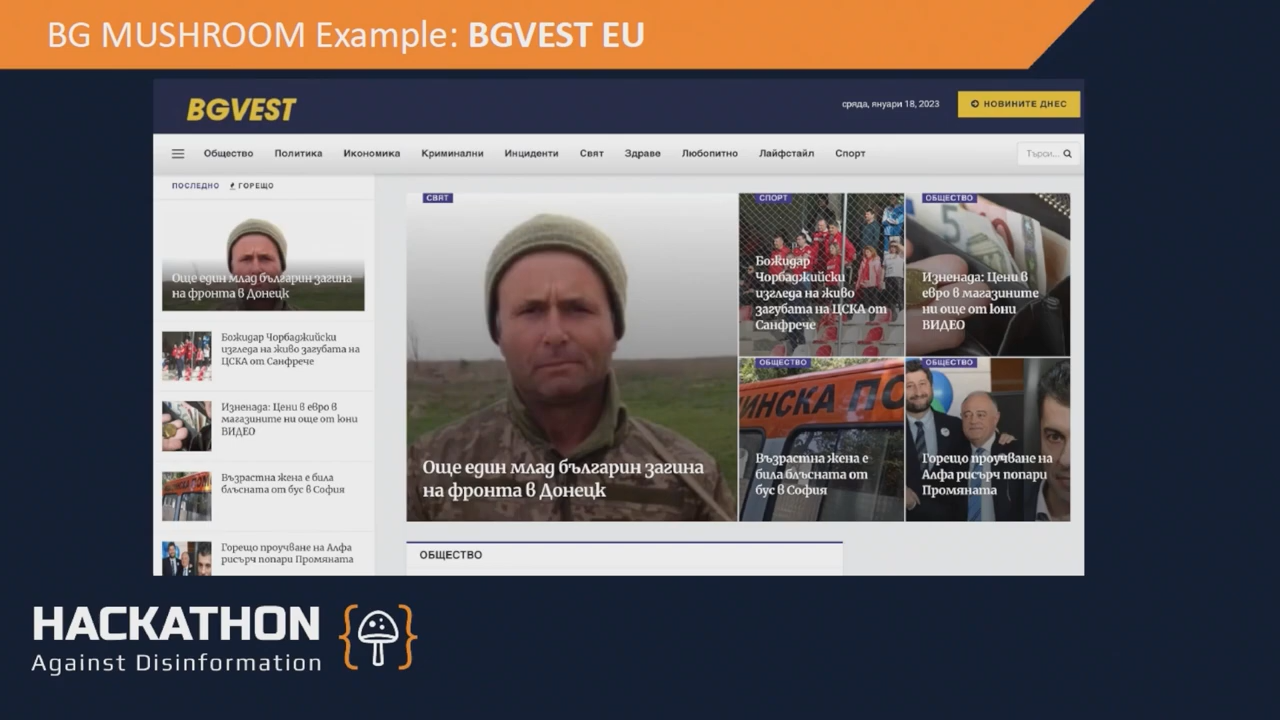 BG MUSHROOM Example: BGVEST EU
BGVEST
сряда, януари 18, 2023
НОВИНИТЕ ДНЕС
Общество Политика Икономика Криминални Инциденти Свят Здраве Любопитно Лайфстайл Спорт
Търси...
ПОСЛЕДНО ГОРЕЩО
Още един млад българин загина
на фронта в Донецк
Божидар Чорбаджийски
изгледа на живо загубата на
ЦСКА от Санфрече
Изненада: Цени в евро в
магазините ни още от юни
ВИДЕО
Възрастна жена е била
блъсната от бус в София
Горещо проучване на Алфа
рисърч попари Промяната
СВЯТ
Още един млад българин загина
на фронта в Донецк
СПОРТ
Божидар
Чорбаджийски
изгледа на живо
загубата на ЦСКА от
Санфрече
ОБЩЕСТВО
Изненада: Цени в
евро в магазините
ни още от юни
ВИДЕО
ОБЩЕСТВО
ИНСКА ПО
Възрастна жена е
била блъсната от
бус в София
ОБЩЕСТВО
Горещо проучване на
Алфа рисърч попари
Промяната
ОБЩЕСТВО
HACKATHON
Against Disinformation